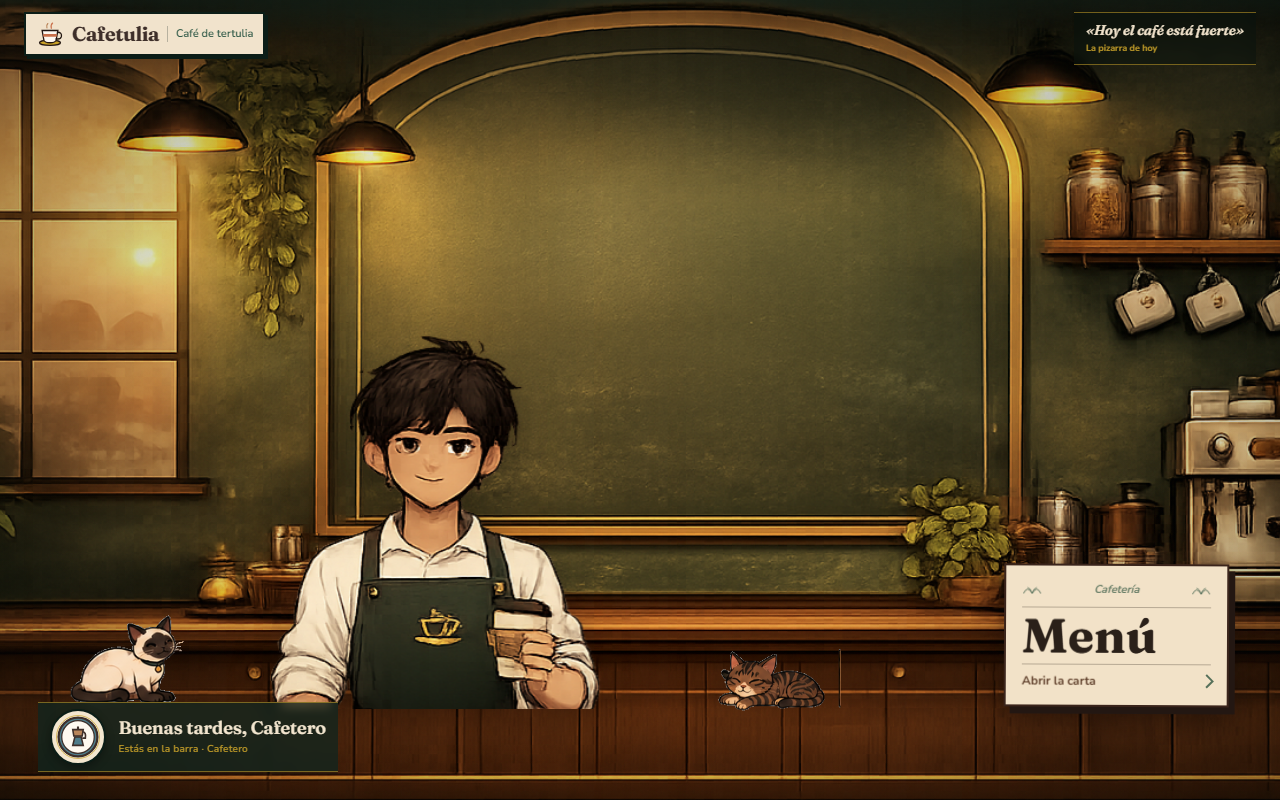 Cafetulia
Café de tertulia
«Hoy el café está fuerte»
La pizarra de hoy
Cafetería
Menú
Abrir la carta
Buenas tardes, Cafetero
Estás en la barra · Cafetero